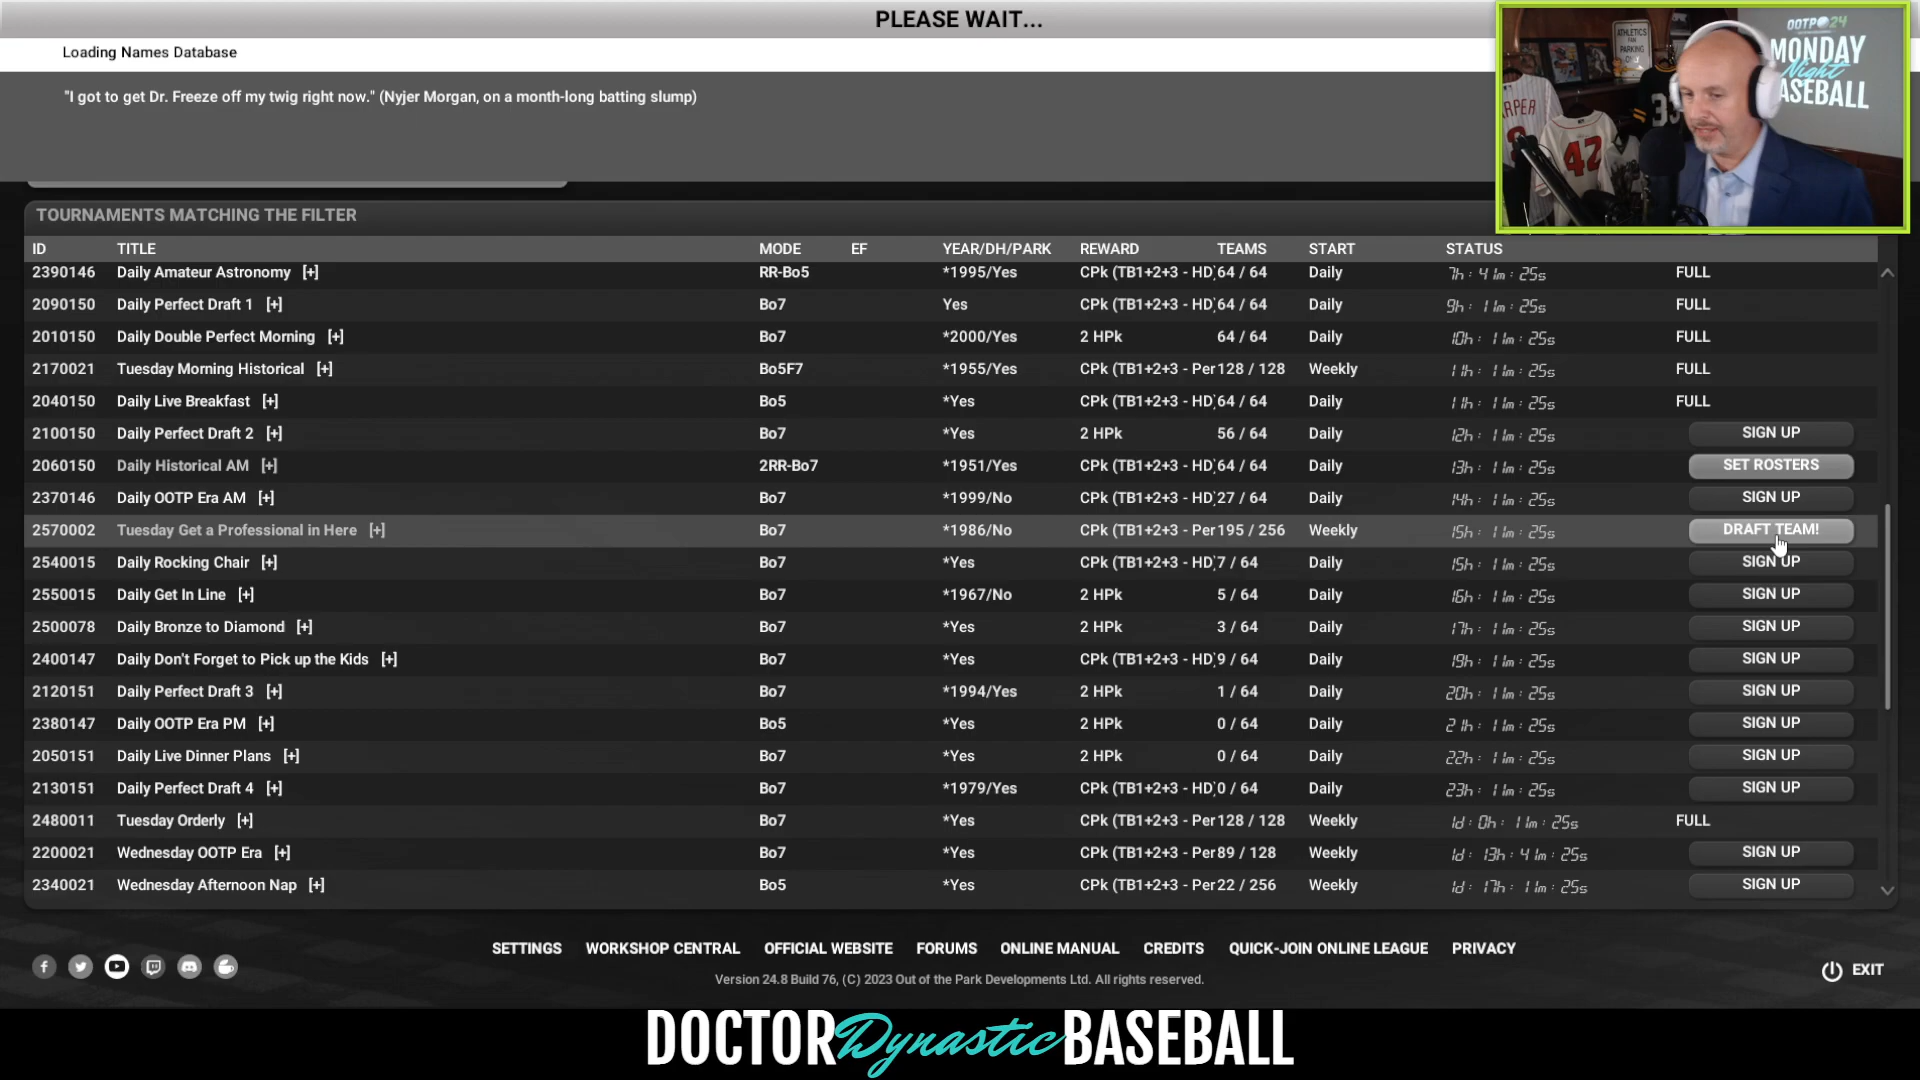 PLEASE WAIT...
Loading Names Database
"I got to get Dr. Freeze off my twig right now." (Nyjer Morgan, on a month-long batting slump)
ATHLETICS
FAN
PARKING
ONLY
OOTP 24
MONDAY
Night
BASEBALL
ARPER
42
TOURNAMENTS MATCHING THE FILTER
ID TITLE MODE EF YEAR/DH/PARK REWARD TEAMS START STATUS
2390146 Daily Amateur Astronomy [+] RR-Bo5 *1995/Yes CPk (TB1+2+3 - HD) 64 / 64 Daily 7h : 41m : 25s FULL
2090150 Daily Perfect Draft 1 [+] Bo7 Yes CPk (TB1+2+3 - HD) 64 / 64 Daily 9h : 11m : 25s FULL
2010150 Daily Double Perfect Morning [+] Bo7 *2000/Yes 2 HPk 64 / 64 Daily 10h : 11m : 25s FULL
2170021 Tuesday Morning Historical [+] Bo5F7 *1955/Yes CPk (TB1+2+3 - Per 128 / 128 Weekly 11h : 11m : 25s FULL
2040150 Daily Live Breakfast [+] Bo5 *Yes CPk (TB1+2+3 - HD) 64 / 64 Daily 11h : 11m : 25s FULL
2100150 Daily Perfect Draft 2 [+] Bo7 *Yes 2 HPk 56 / 64 Daily 12h : 11m : 25s SIGN UP
2060150 Daily Historical AM [+] 2RR-Bo7 *1951/Yes CPk (TB1+2+3 - HD) 64 / 64 Daily 13h : 11m : 25s SET ROSTERS
2370146 Daily OOTP Era AM [+] Bo7 *1999/No CPk (TB1+2+3 - HD) 27 / 64 Daily 14h : 11m : 25s SIGN UP
2570002 Tuesday Get a Professional in Here [+] Bo7 *1986/No CPk (TB1+2+3 - Per 195 / 256 Weekly 15h : 11m : 25s DRAFT TEAM!
2540015 Daily Rocking Chair [+] Bo7 *Yes CPk (TB1+2+3 - HD) 7 / 64 Daily 15h : 11m : 25s SIGN UP
2550015 Daily Get In Line [+] Bo7 *1967/No 2 HPk 5 / 64 Daily 16h : 11m : 25s SIGN UP
2500078 Daily Bronze to Diamond [+] Bo7 *Yes 2 HPk 3 / 64 Daily 17h : 11m : 25s SIGN UP
2400147 Daily Don't Forget to Pick up the Kids [+] Bo7 *Yes CPk (TB1+2+3 - HD) 9 / 64 Daily 19h : 11m : 25s SIGN UP
2120151 Daily Perfect Draft 3 [+] Bo7 *1994/Yes 2 HPk 1 / 64 Daily 20h : 11m : 25s SIGN UP
2380147 Daily OOTP Era PM [+] Bo5 *Yes 2 HPk 0 / 64 Daily 21h : 11m : 25s SIGN UP
2050151 Daily Live Dinner Plans [+] Bo7 *Yes 2 HPk 0 / 64 Daily 22h : 11m : 25s SIGN UP
2130151 Daily Perfect Draft 4 [+] Bo7 *1979/Yes CPk (TB1+2+3 - HD) 0 / 64 Daily 23h : 11m : 25s SIGN UP
2480011 Tuesday Orderly [+] Bo7 *Yes CPk (TB1+2+3 - Per 128 / 128 Weekly 1d : 0h : 11m : 25s FULL
2200021 Wednesday OOTP Era [+] Bo7 *Yes CPk (TB1+2+3 - Per 89 / 128 Weekly 1d : 13h : 41m : 25s SIGN UP
2340021 Wednesday Afternoon Nap [+] Bo5 *Yes CPk (TB1+2+3 - Per 22 / 256 Weekly 1d : 17h : 11m : 25s SIGN UP
SETTINGS WORKSHOP CENTRAL OFFICIAL WEBSITE FORUMS ONLINE MANUAL CREDITS QUICK-JOIN ONLINE LEAGUE PRIVACY
Version 24.8 Build 76, (C) 2023 Out of the Park Developments Ltd. All rights reserved.
EXIT
DOCTOR Dynastic BASEBALL